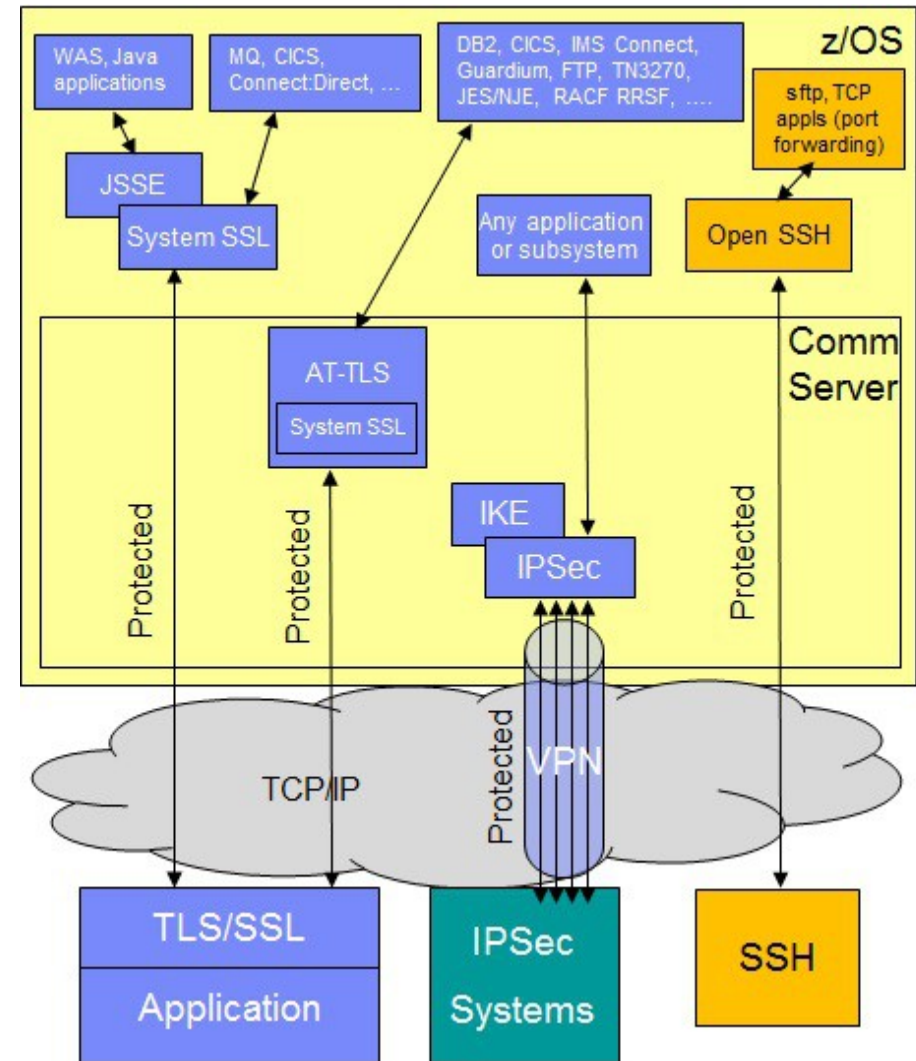 z/OS
WAS, Java
applications
MQ, CICS,
Connect:Direct, ...
DB2, CICS, IMS Connect,
Guardium, FTP, TN3270,
JES/NJE, RACF RRSF, ....
sftp, TCP
appls (port
forwarding)
JSSE
System SSL
Any application
or subsystem
Open SSH
Comm
Server
AT-TLS
System SSL
IKE
IPSec
Protected
Protected
Protected
Protected
VPN
TCP/IP
TLS/SSL
Application
IPSec
Systems
SSH